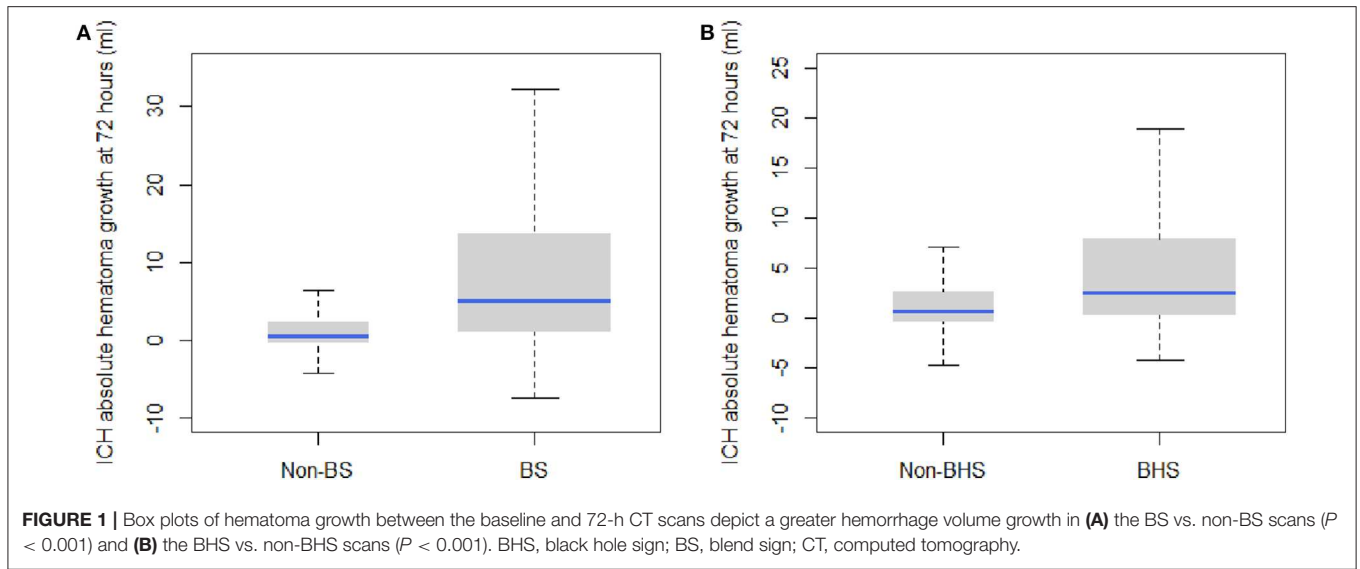 A
ICH absolute hematoma growth at 72 hours (ml)
30
20
10
0
-10
Non-BS BS
B
ICH absolute hematoma growth at 72 hours (ml)
25
20
15
10
5
0
-5
-10
Non-BHS BHS
FIGURE 1 | Box plots of hematoma growth between the baseline and 72-h CT scans depict a greater hemorrhage volume growth in (A) the BS vs. non-BS scans (P
< 0.001) and (B) the BHS vs. non-BHS scans (P < 0.001). BHS, black hole sign; BS, blend sign; CT, computed tomography.